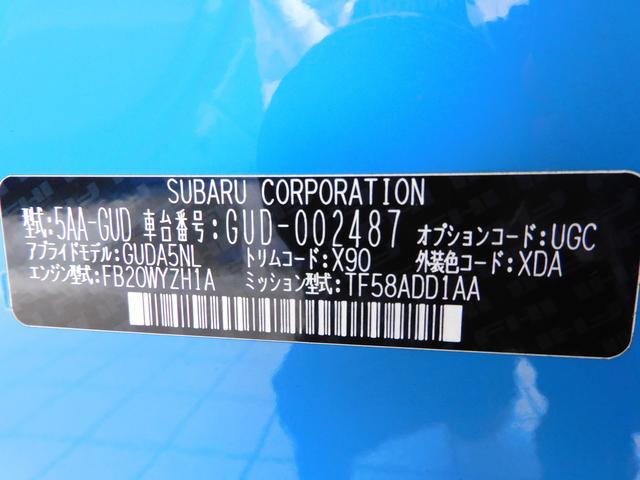 SUBARU CORPORATION
型式:5AA-GUD 車台番号:GUD-002487 オプションコード:UGC
アプライドモデル:GUDA5NL トリムコード:X90 外装色コード:XDA
エンジン型式:FB20WYZH1A ミッション型式:TF58ADD1AA